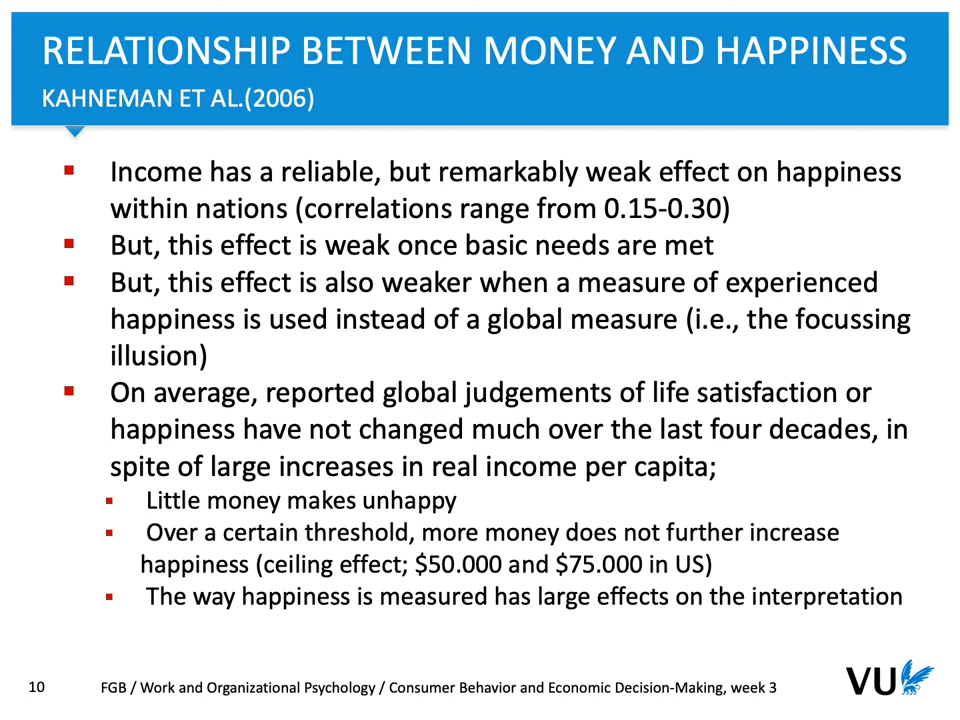 RELATIONSHIP BETWEEN MONEY AND HAPPINESS
KAHNEMAN ET AL.(2006)
▪ Income has a reliable, but remarkably weak effect on happiness
within nations (correlations range from 0.15-0.30)
▪ But, this effect is weak once basic needs are met
▪ But, this effect is also weaker when a measure of experienced
happiness is used instead of a global measure (i.e., the focussing
illusion)
▪ On average, reported global judgements of life satisfaction or
happiness have not changed much over the last four decades, in
spite of large increases in real income per capita;
▪ Little money makes unhappy
▪ Over a certain threshold, more money does not further increase
happiness (ceiling effect; $50.000 and $75.000 in US)
▪ The way happiness is measured has large effects on the interpretation
10 FGB / Work and Organizational Psychology / Consumer Behavior and Economic Decision-Making, week 3
VU